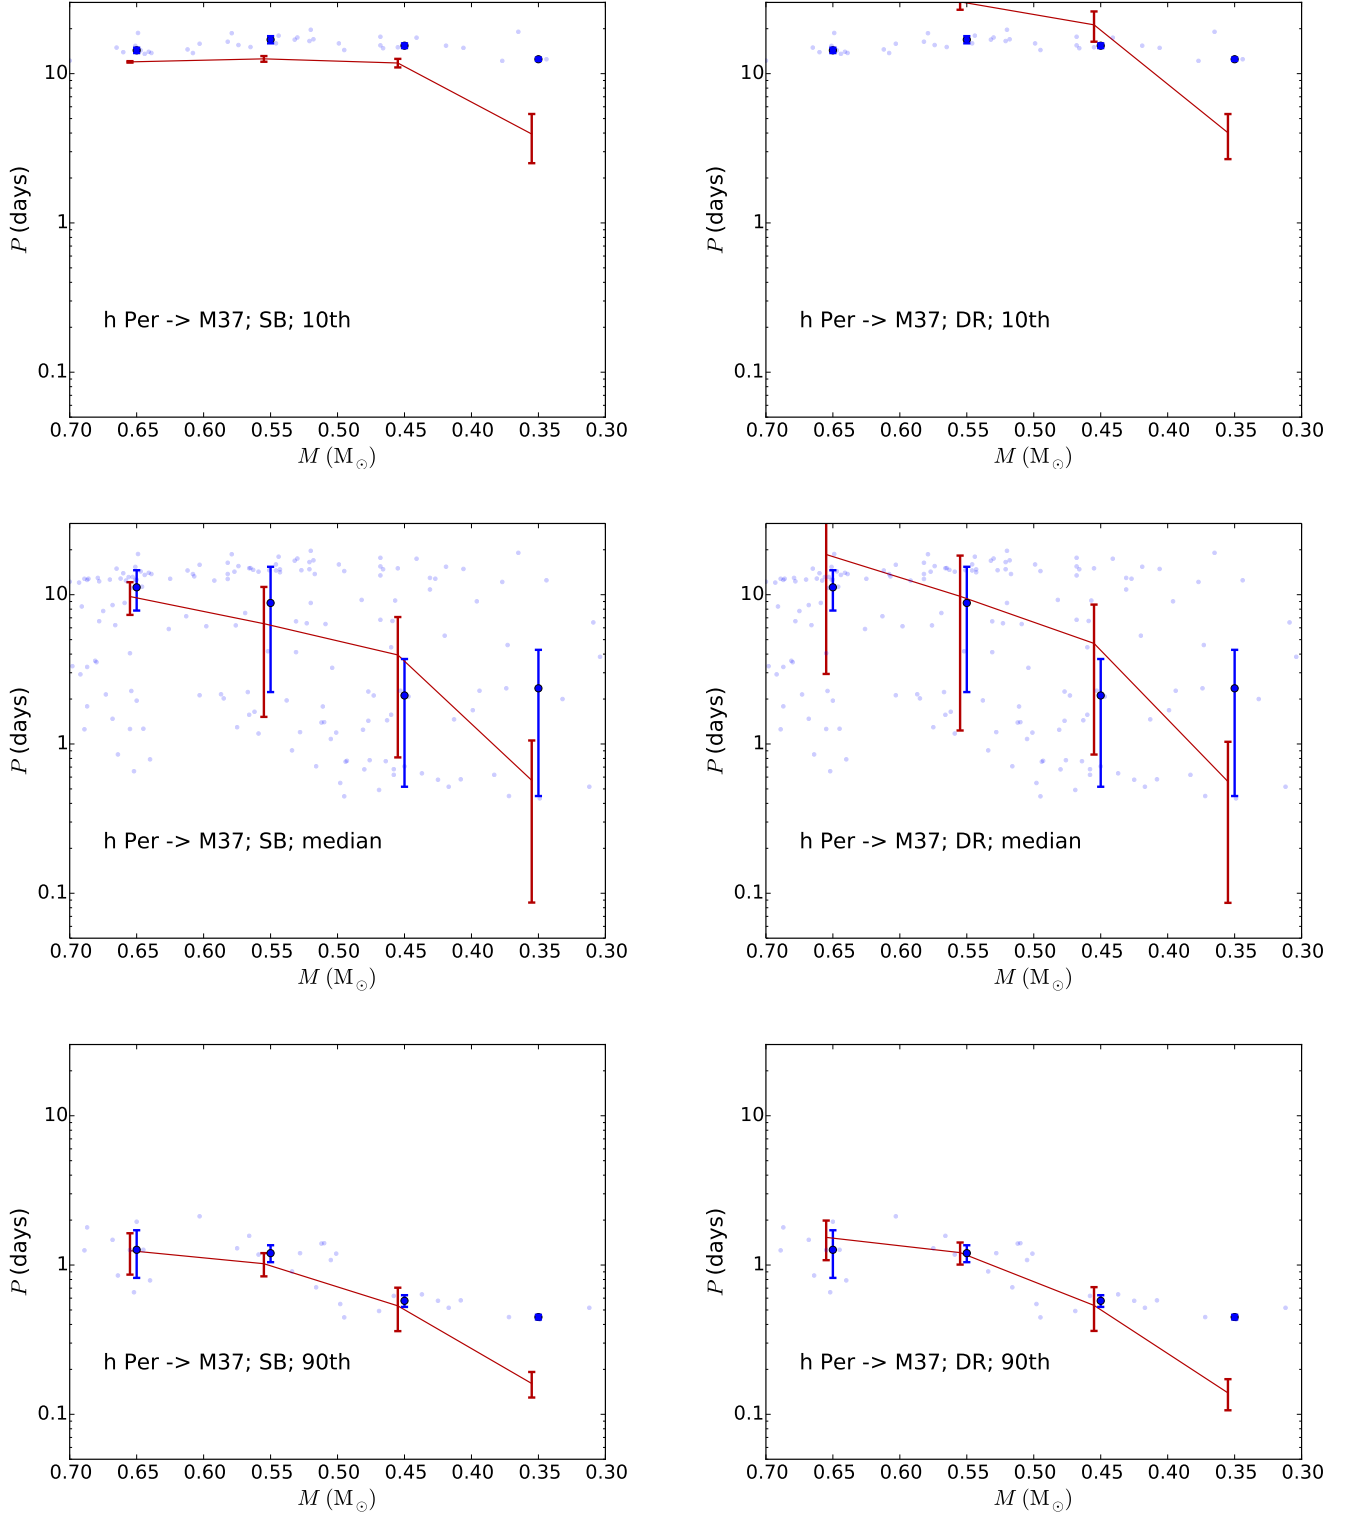 10
1
0.1
P (days)
h Per -> M37; SB; 10th
0.70 0.65 0.60 0.55 0.50 0.45 0.40 0.35 0.30
M (M⊙)
10
1
0.1
P (days)
h Per -> M37; DR; 10th
0.70 0.65 0.60 0.55 0.50 0.45 0.40 0.35 0.30
M (M⊙)
10
1
0.1
P (days)
h Per -> M37; SB; median
0.70 0.65 0.60 0.55 0.50 0.45 0.40 0.35 0.30
M (M⊙)
10
1
0.1
P (days)
h Per -> M37; DR; median
0.70 0.65 0.60 0.55 0.50 0.45 0.40 0.35 0.30
M (M⊙)
10
1
0.1
P (days)
h Per -> M37; SB; 90th
0.70 0.65 0.60 0.55 0.50 0.45 0.40 0.35 0.30
M (M⊙)
10
1
0.1
P (days)
h Per -> M37; DR; 90th
0.70 0.65 0.60 0.55 0.50 0.45 0.40 0.35 0.30
M (M⊙)